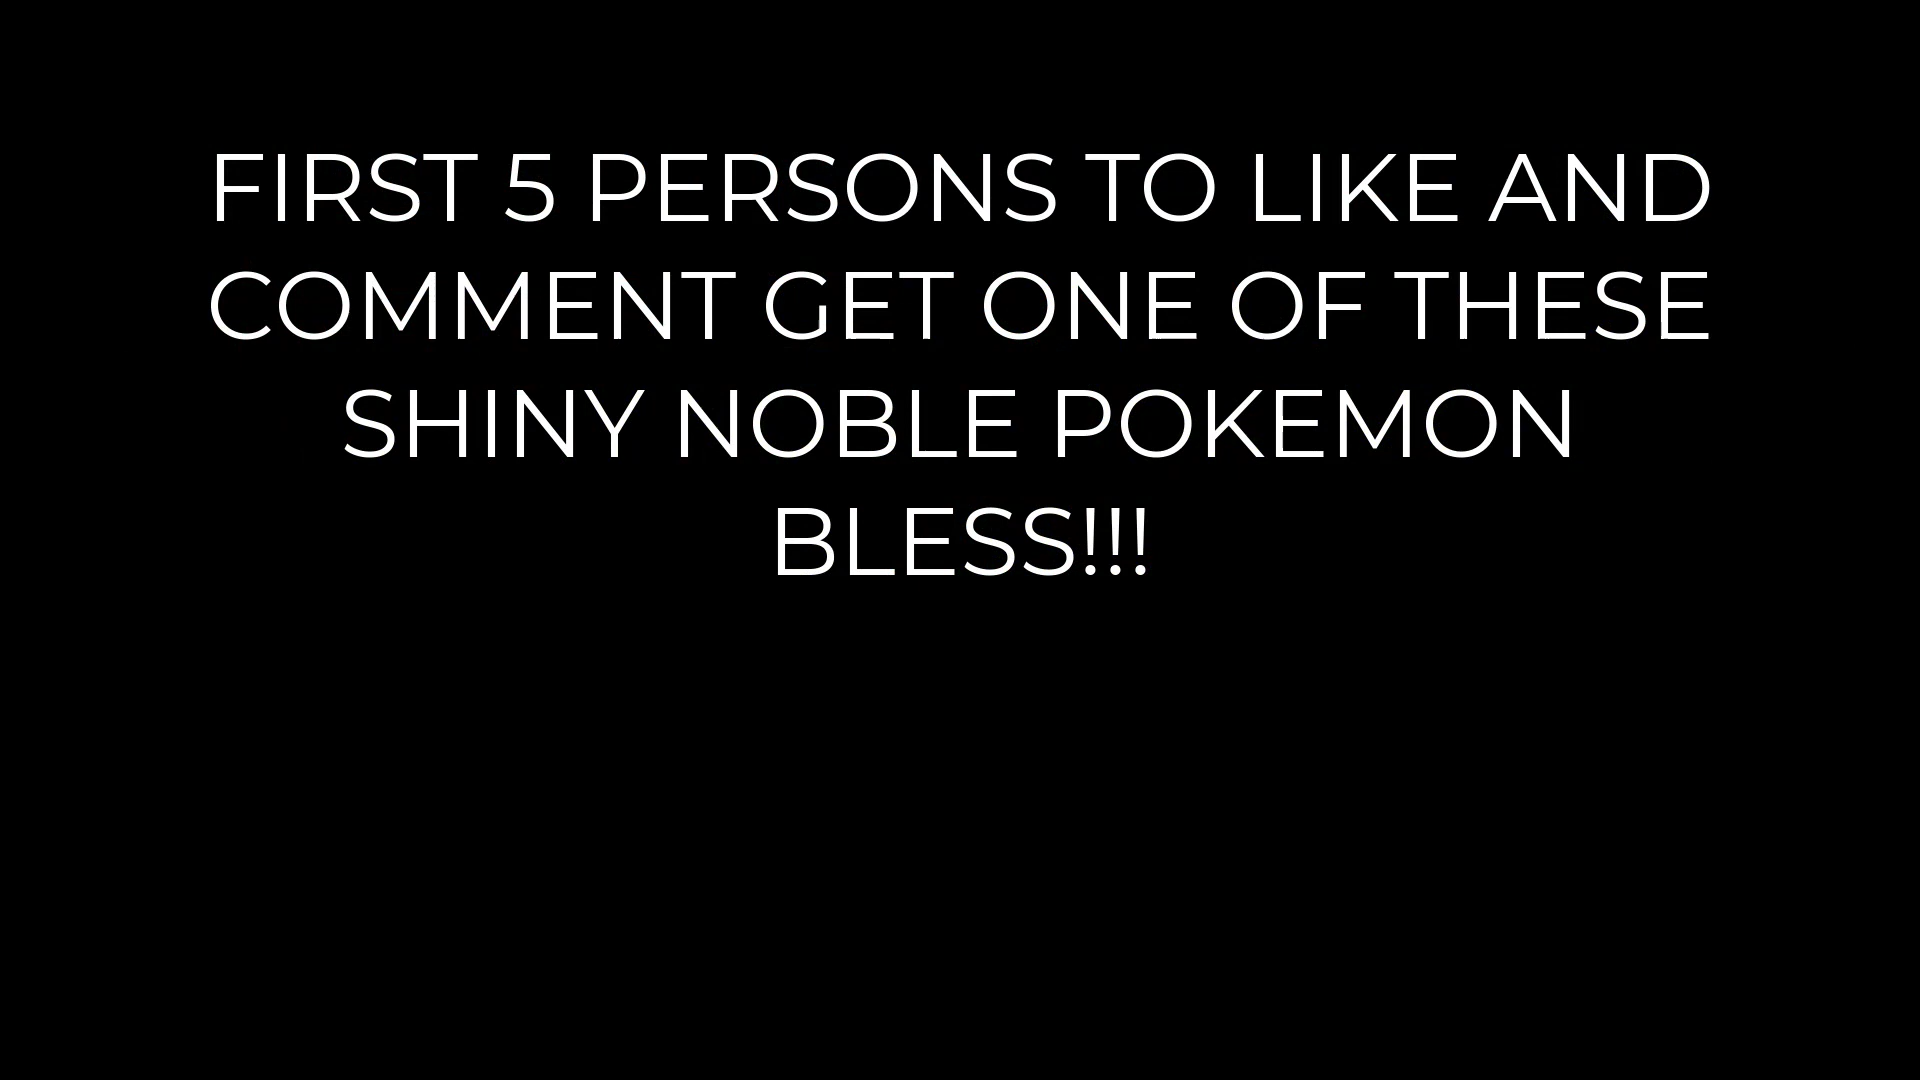 FIRST 5 PERSONS TO LIKE AND
COMMENT GET ONE OF THESE
SHINY NOBLE POKEMON
BLESS!!!